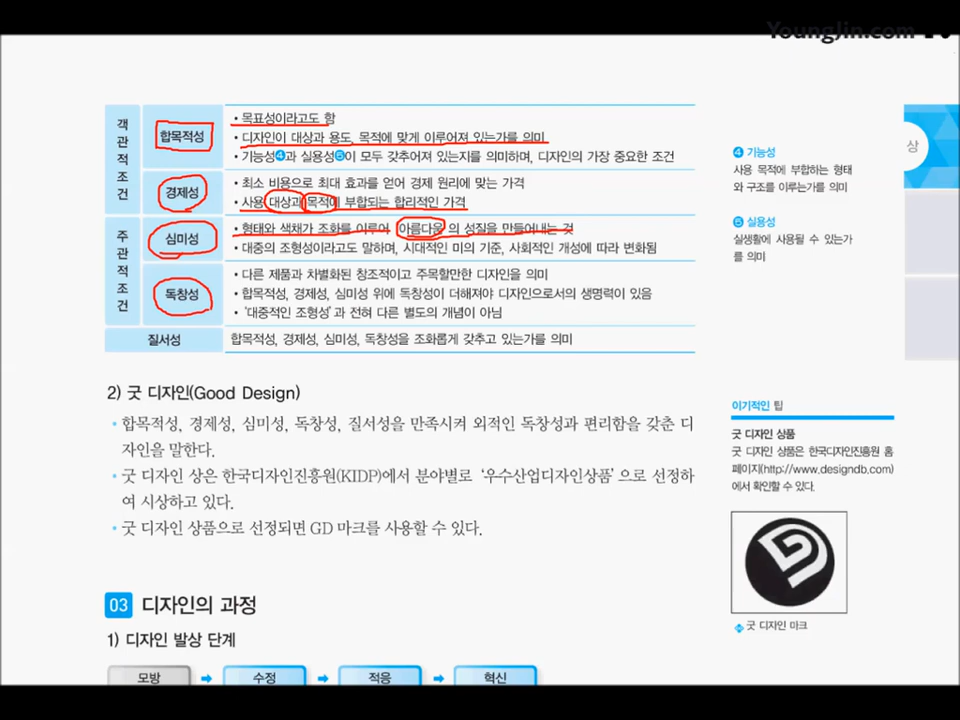 YoungJin.com
객관적조건
합목적성
• 목표성이라고도 함
• 디자인이 대상과 용도, 목적에 맞게 이루어져 있는가를 의미
• 기능성④과 실용성⑤이 모두 갖추어져 있는지를 의미하며, 디자인의 가장 중요한 조건
경제성
• 최소 비용으로 최대 효과를 얻어 경제 원리에 맞는 가격
• 사용 대상과 목적에 부합되는 합리적인 가격
주관적조건
심미성
• 형태와 색채가 조화를 이루어 '아름다움'의 성질을 만들어내는 것
• 대중의 조형성이라고도 말하며, 시대적인 미의 기준, 사회적인 개성에 따라 변화됨
독창성
• 다른 제품과 차별화된 창조적이고 주목할만한 디자인을 의미
• 합목적성, 경제성, 심미성 위에 독창성이 더해져야 디자인으로서의 생명력이 있음
• '대중적인 조형성'과 전혀 다른 별도의 개념이 아님
질서성
합목적성, 경제성, 심미성, 독창성을 조화롭게 갖추고 있는가를 의미
2) 굿 디자인(Good Design)
• 합목적성, 경제성, 심미성, 독창성, 질서성을 만족시켜 외적인 독창성과 편리함을 갖춘 디
자인을 말한다.
• 굿 디자인 상은 한국디자인진흥원(KIDP)에서 분야별로 '우수산업디자인상품'으로 선정하
여 시상하고 있다.
• 굿 디자인 상품으로 선정되면 GD 마크를 사용할 수 있다.
03 디자인의 과정
1) 디자인 발상 단계
모방 → 수정 → 적응 → 혁신
상
④ 기능성
사용 목적에 부합하는 형태
와 구조를 이루는가를 의미
⑤ 실용성
실생활에 사용될 수 있는가
를 의미
이기적인 팁
굿 디자인 상품
굿 디자인 상품은 한국디자인진흥원 홈
페이지(http://www.designdb.com)
에서 확인할 수 있다.
굿 디자인 마크